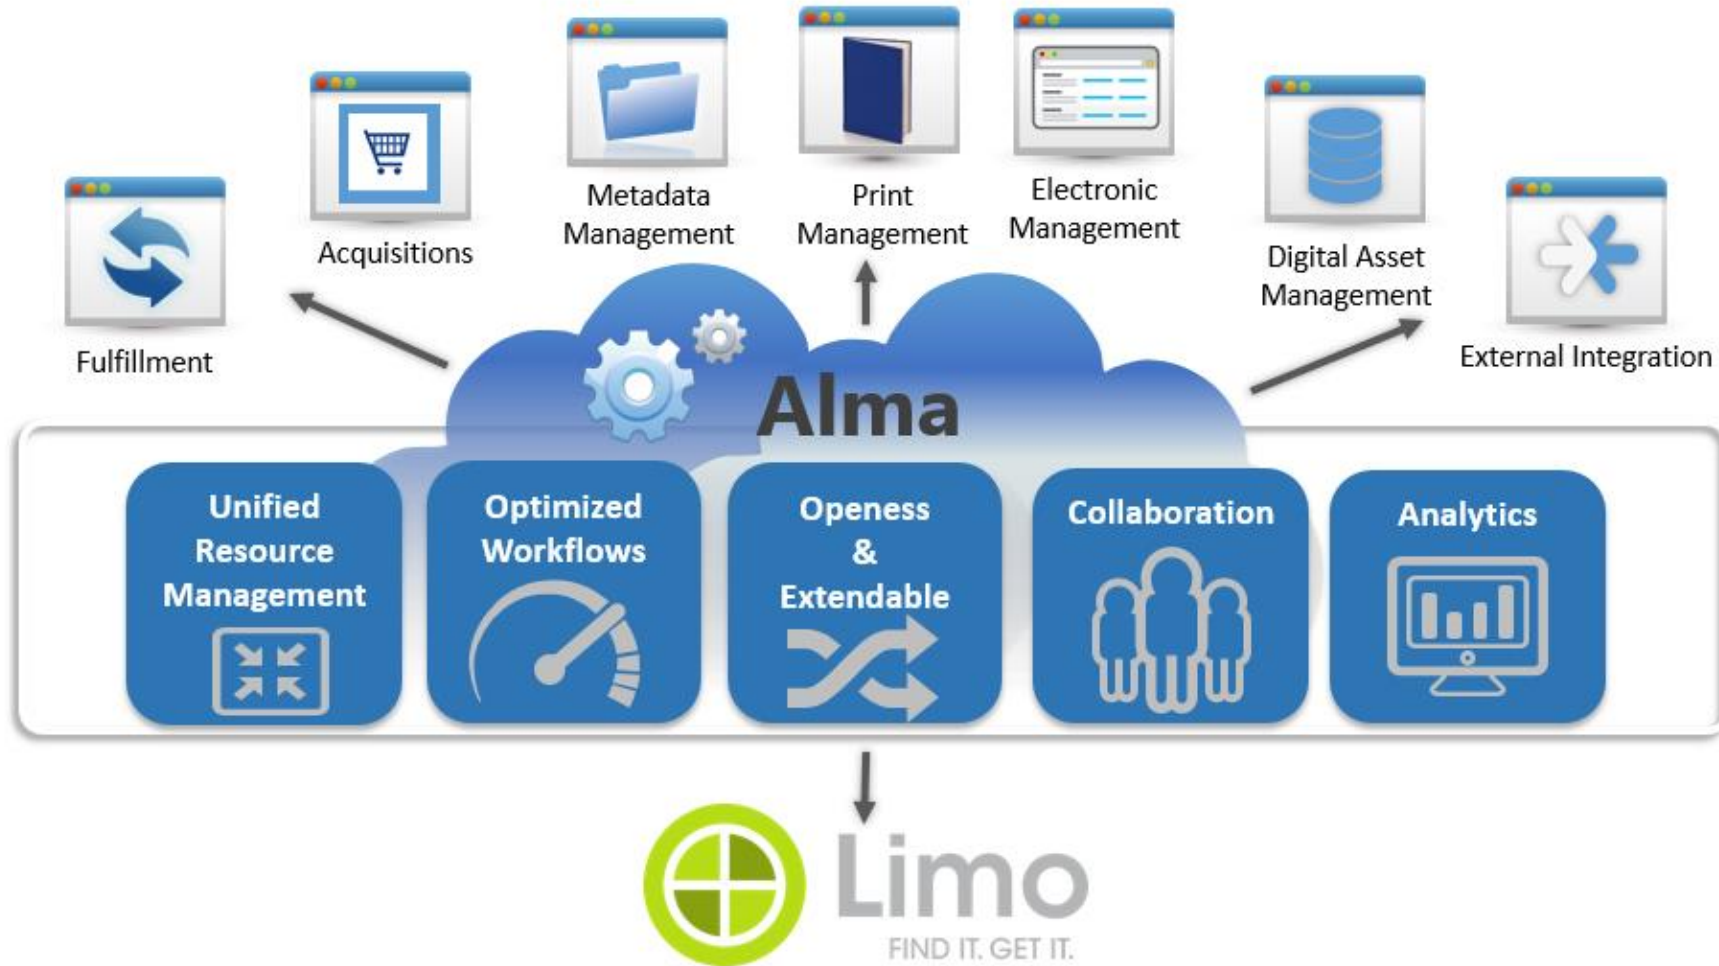 Fulfillment
Acquisitions
Metadata
Management
Print
Management
Electronic
Management
Digital Asset
Management
External Integration
Alma
Unified
Resource
Management
Optimized
Workflows
Openess
&
Extendable
Collaboration
Analytics
Limo
FIND IT. GET IT.